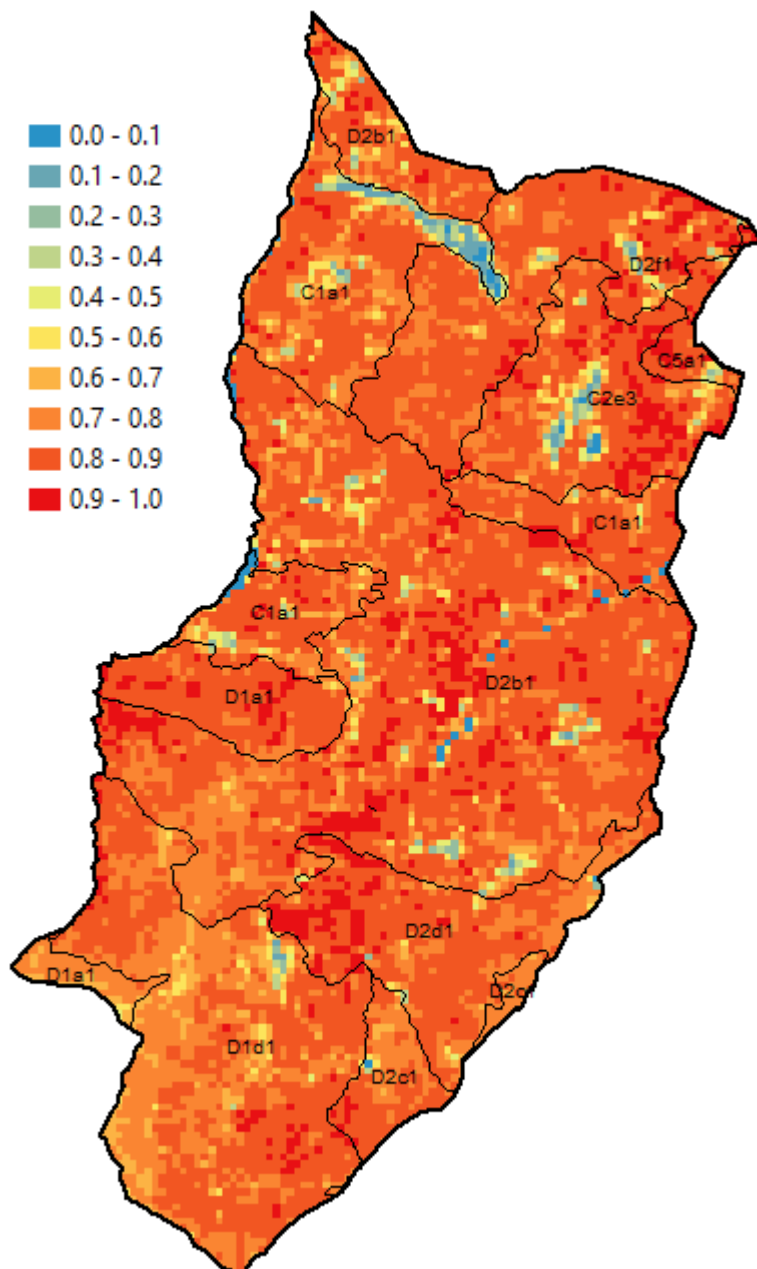 0.0 - 0.1
0.1 - 0.2
0.2 - 0.3
0.3 - 0.4
0.4 - 0.5
0.5 - 0.6
0.6 - 0.7
0.7 - 0.8
0.8 - 0.9
0.9 - 1.0
D2b1
D2f1
C1a1
C5a1
C2e3
C1a1
C1a1
D2b1
D1a1
D2d1
D1a1
D2c1
D1d1
D2c1